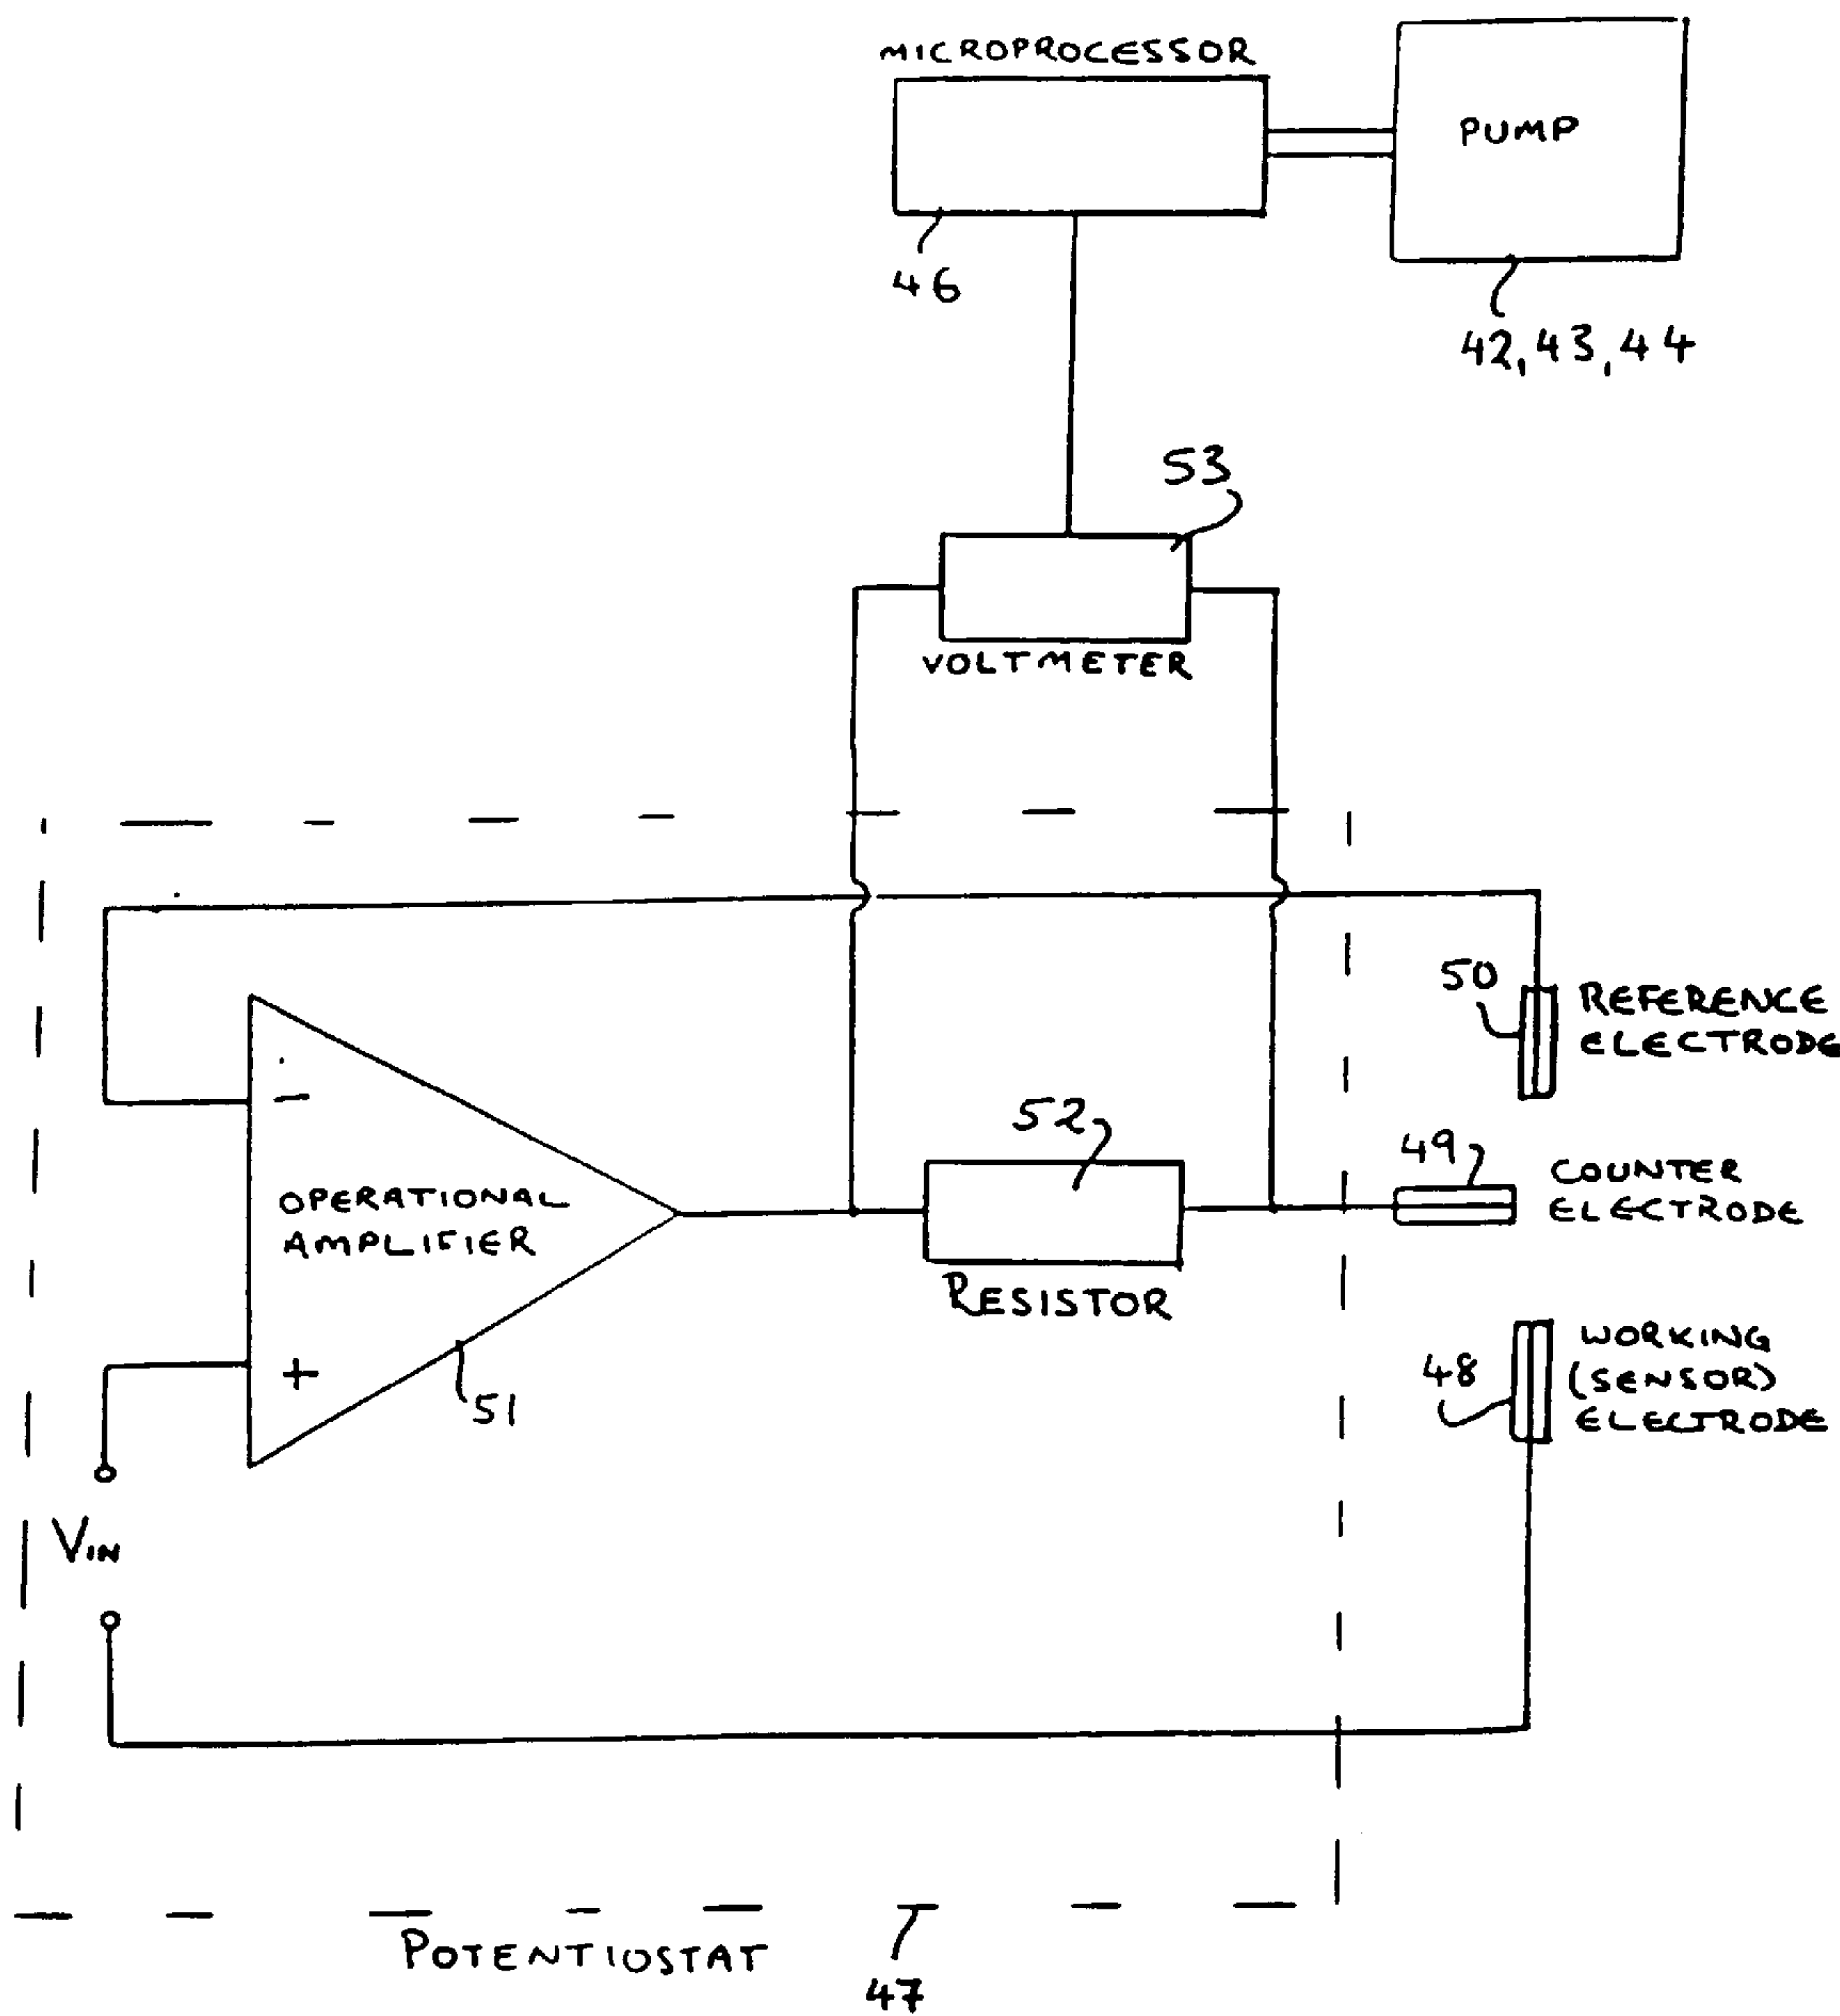 MICROPROCESSOR
PUMP
46
42, 43, 44
53
VOLTMETER
50
REFERENCE
ELECTRODE
-
52
49
COUNTER
ELECTRODE
OPERATIONAL
AMPLIFIER
RESISTOR
WORKING
(SENSOR)
ELECTRODE
48
+
51
VIN
POTENTIOSTAT
47